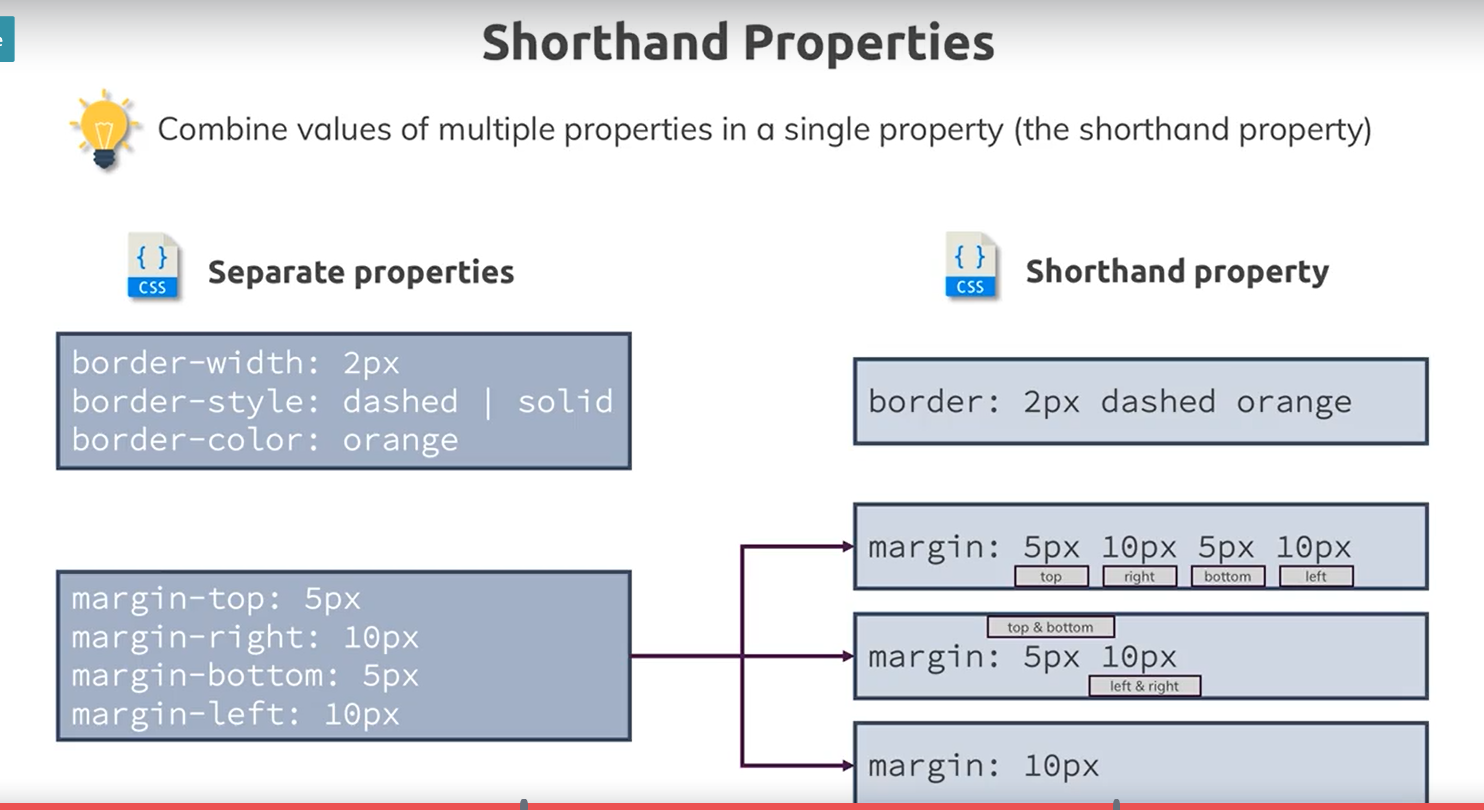 e
Shorthand Properties
Combine values of multiple properties in a single property (the shorthand property)
{ }
CSS
Separate properties
border-width: 2px
border-style: dashed | solid
border-color: orange
margin-top: 5px
margin-right: 10px
margin-bottom: 5px
margin-left: 10px
{ }
CSS
Shorthand property
border: 2px dashed orange
margin: 5px 10px 5px 10px
top right bottom left
top & bottom
margin: 5px 10px
left & right
margin: 10px